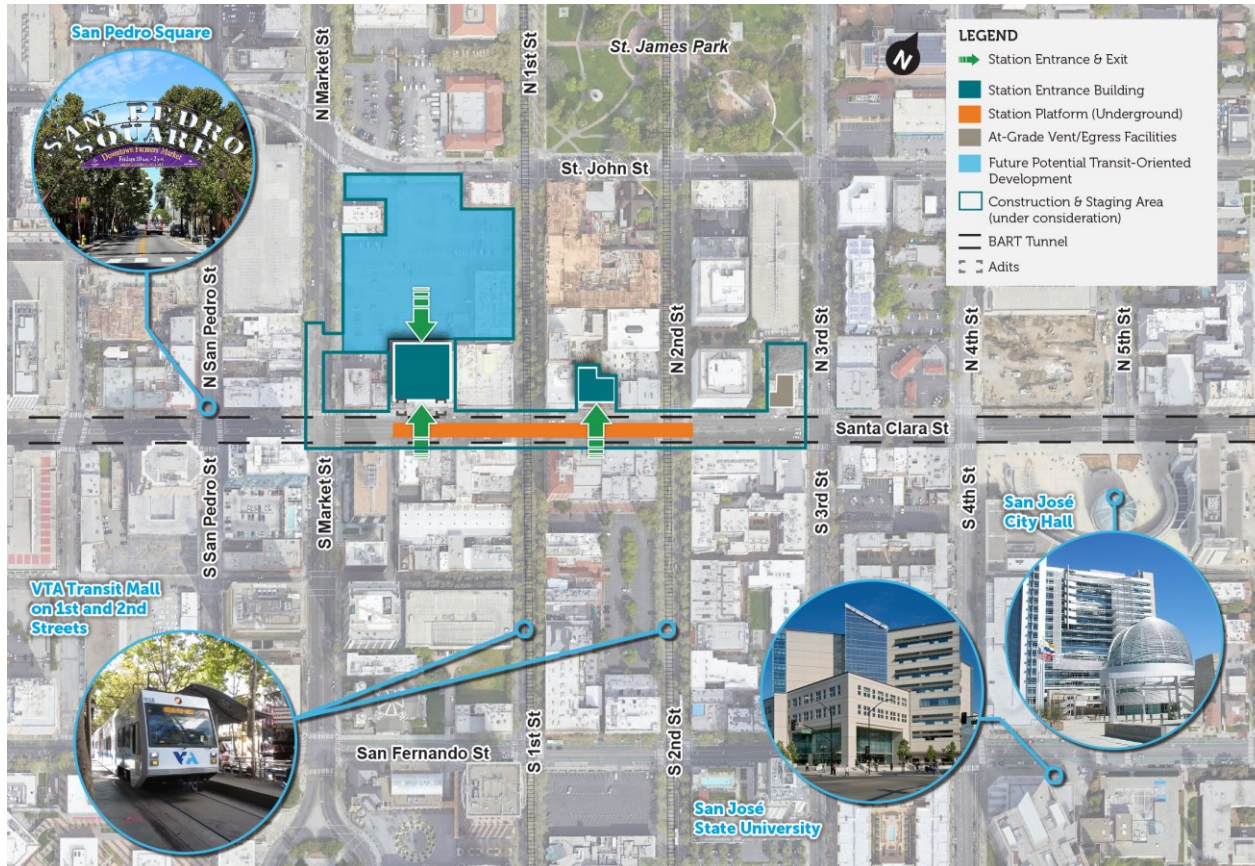 San Pedro Square
SAN PEDRO
SQUARE
Downtown Farmers' Market
N Market St
N 1st St
St. James Park
N
LEGEND
Station Entrance & Exit
Station Entrance Building
Station Platform (Underground)
At-Grade Vent/Egress Facilities
Future Potential Transit-Oriented
Development
Construction & Staging Area
(under consideration)
BART Tunnel
Adits
St. John St
N San Pedro St
N 2nd St
N 3rd St
N 4th St
N 5th St
Santa Clara St
S San Pedro St
S Market St
S 3rd St
S 4th St
San José
City Hall
VTA Transit Mall
on 1st and 2nd
Streets
VTA
San Fernando St
S 1st St
S 2nd St
San José
State University